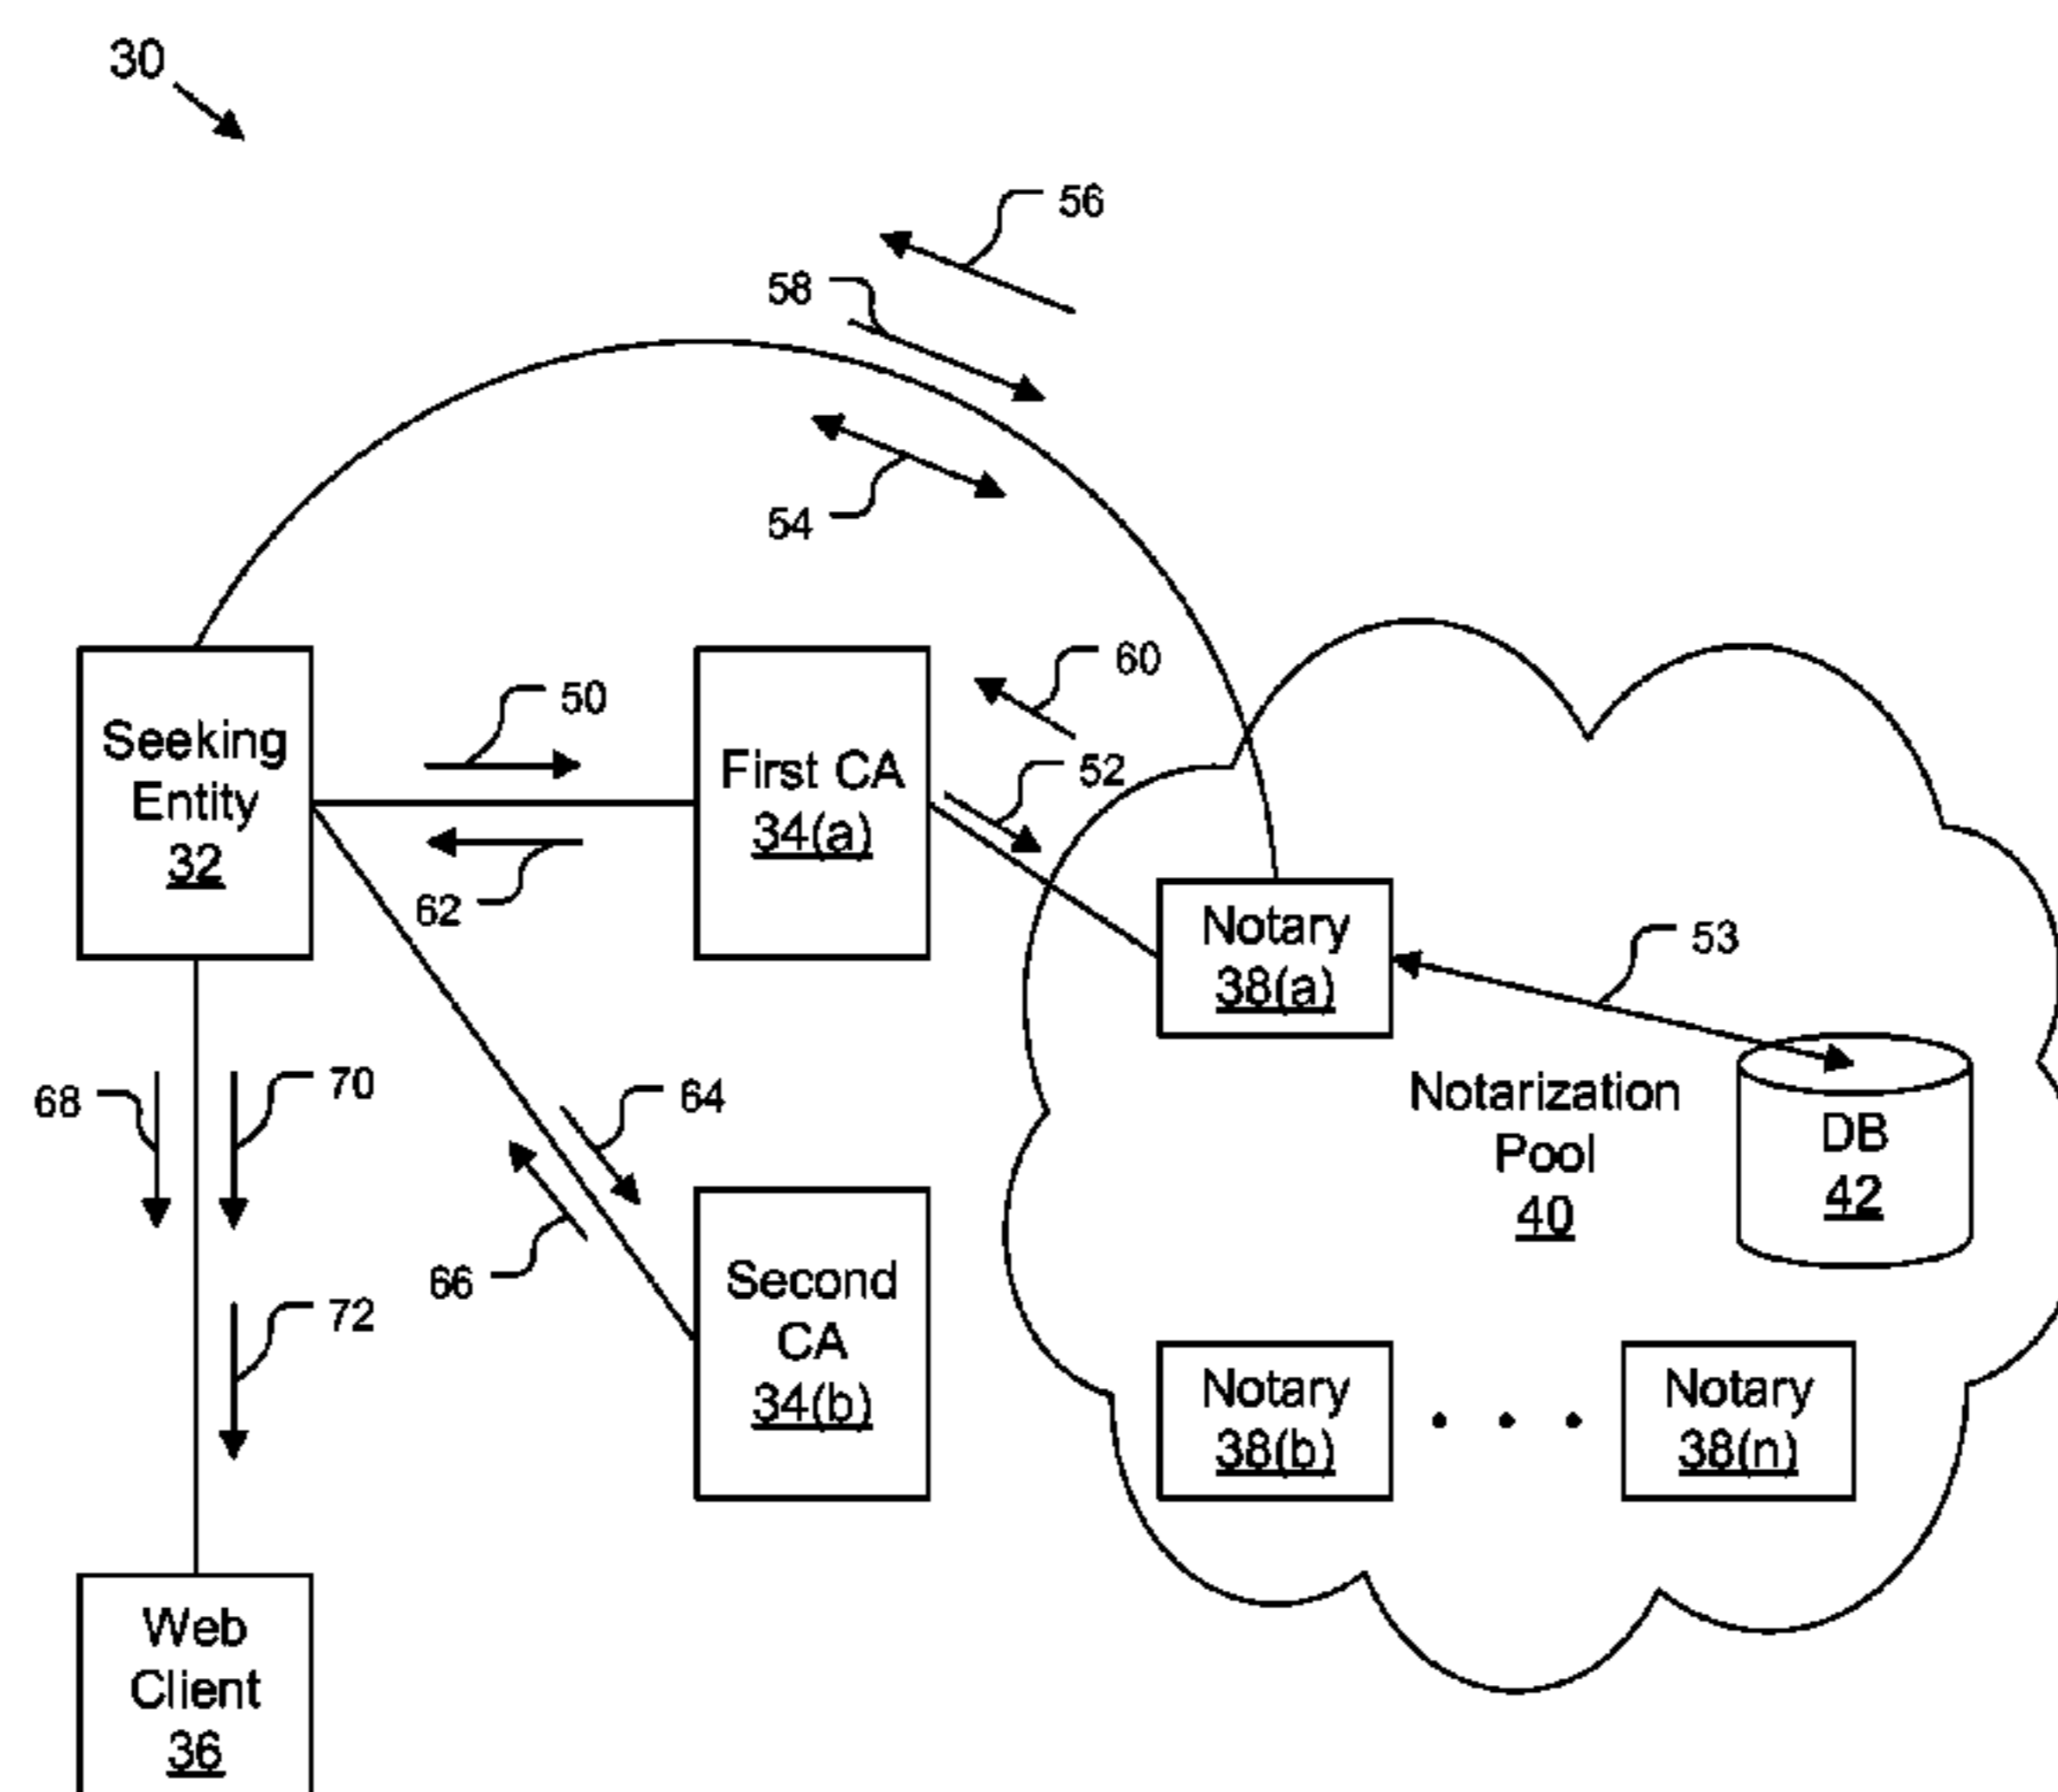 30
56
58
54
60
50
52
Seeking
Entity
32
First CA
34(a)
62
Notary
38(a)
53
68
70
64
Notarization
Pool
40
DB
42
66
72
Second
CA
34(b)
Notary
38(b)
Notary
38(n)
Web
Client
36